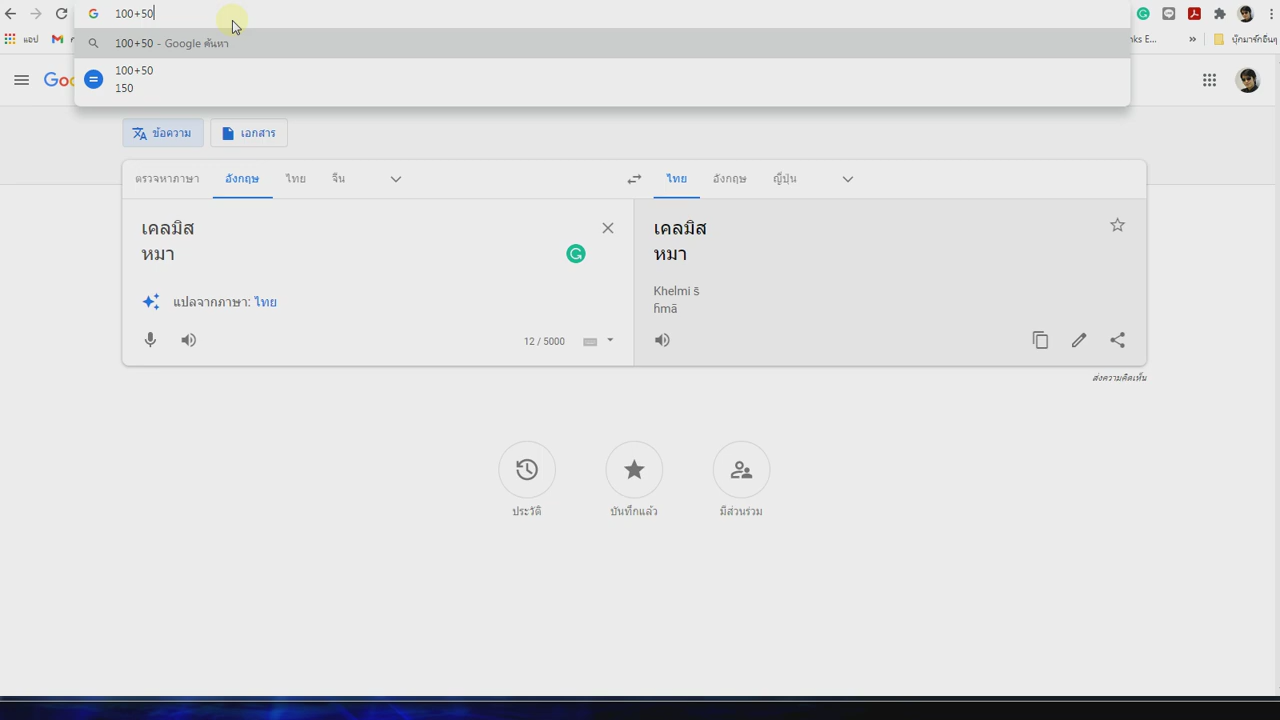 100+50
100+50 - Google ค้นหา
100+50
150
แอป
nks E...
»
บุ๊กมาร์กอื่นๆ
Goo
ข้อความ
เอกสาร
ตรวจหาภาษา
อังกฤษ
ไทย
จีน
ไทย
อังกฤษ
ญี่ปุ่น
เคลมิส
หมา
เคลมิส
หมา
Khelmi s̄
h̄mā
แปลจากภาษา: ไทย
12 / 5000
ส่งความคิดเห็น
ประวัติ
บันทึกแล้ว
มีส่วนร่วม